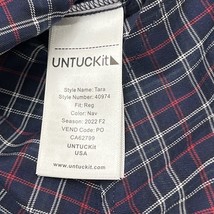 UNTUCKit
Style Name: Tara
Style Number: 40974
Fit: Reg
Color: Nav
Season: 2022 F2
VEND Code: PO
CA62799
UNTUCKit
USA
www.untuckit.com